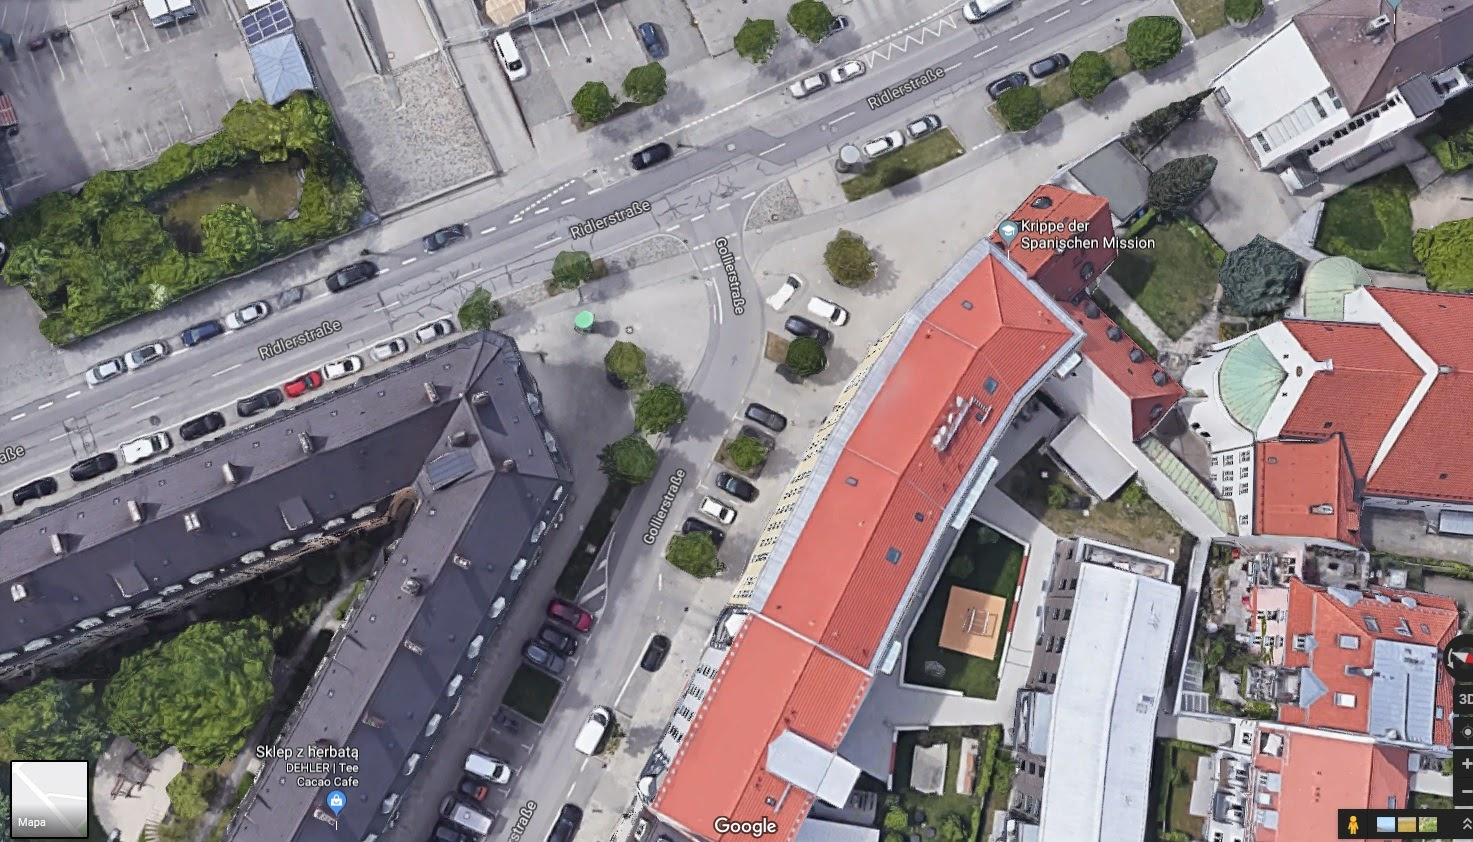 Ridlerstraße
Krippe der
Spanischen Mission
Ridlerstraße
Gollierstraße
Ridlerstraße
aße
Gollierstraße
Sklep z herbatą
DEHLER | Tee
Cacao Cafe
straße
Mapa
Google
3D